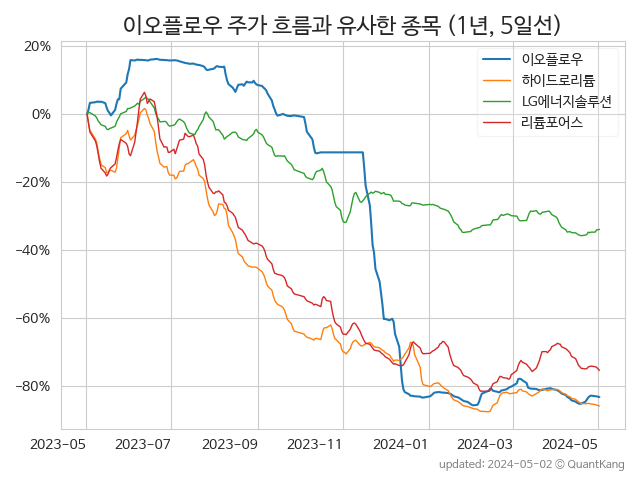 이오플로우 주가 흐름과 유사한 종목 (1년, 5일선)
20%
0%
−20%
−40%
−60%
−80%
이오플로우
하이드로리튬
LG에너지솔루션
리튬포어스
2023-05
2023-07
2023-09
2023-11
2024-01
2024-03
2024-05
updated: 2024-05-02 © QuantKang